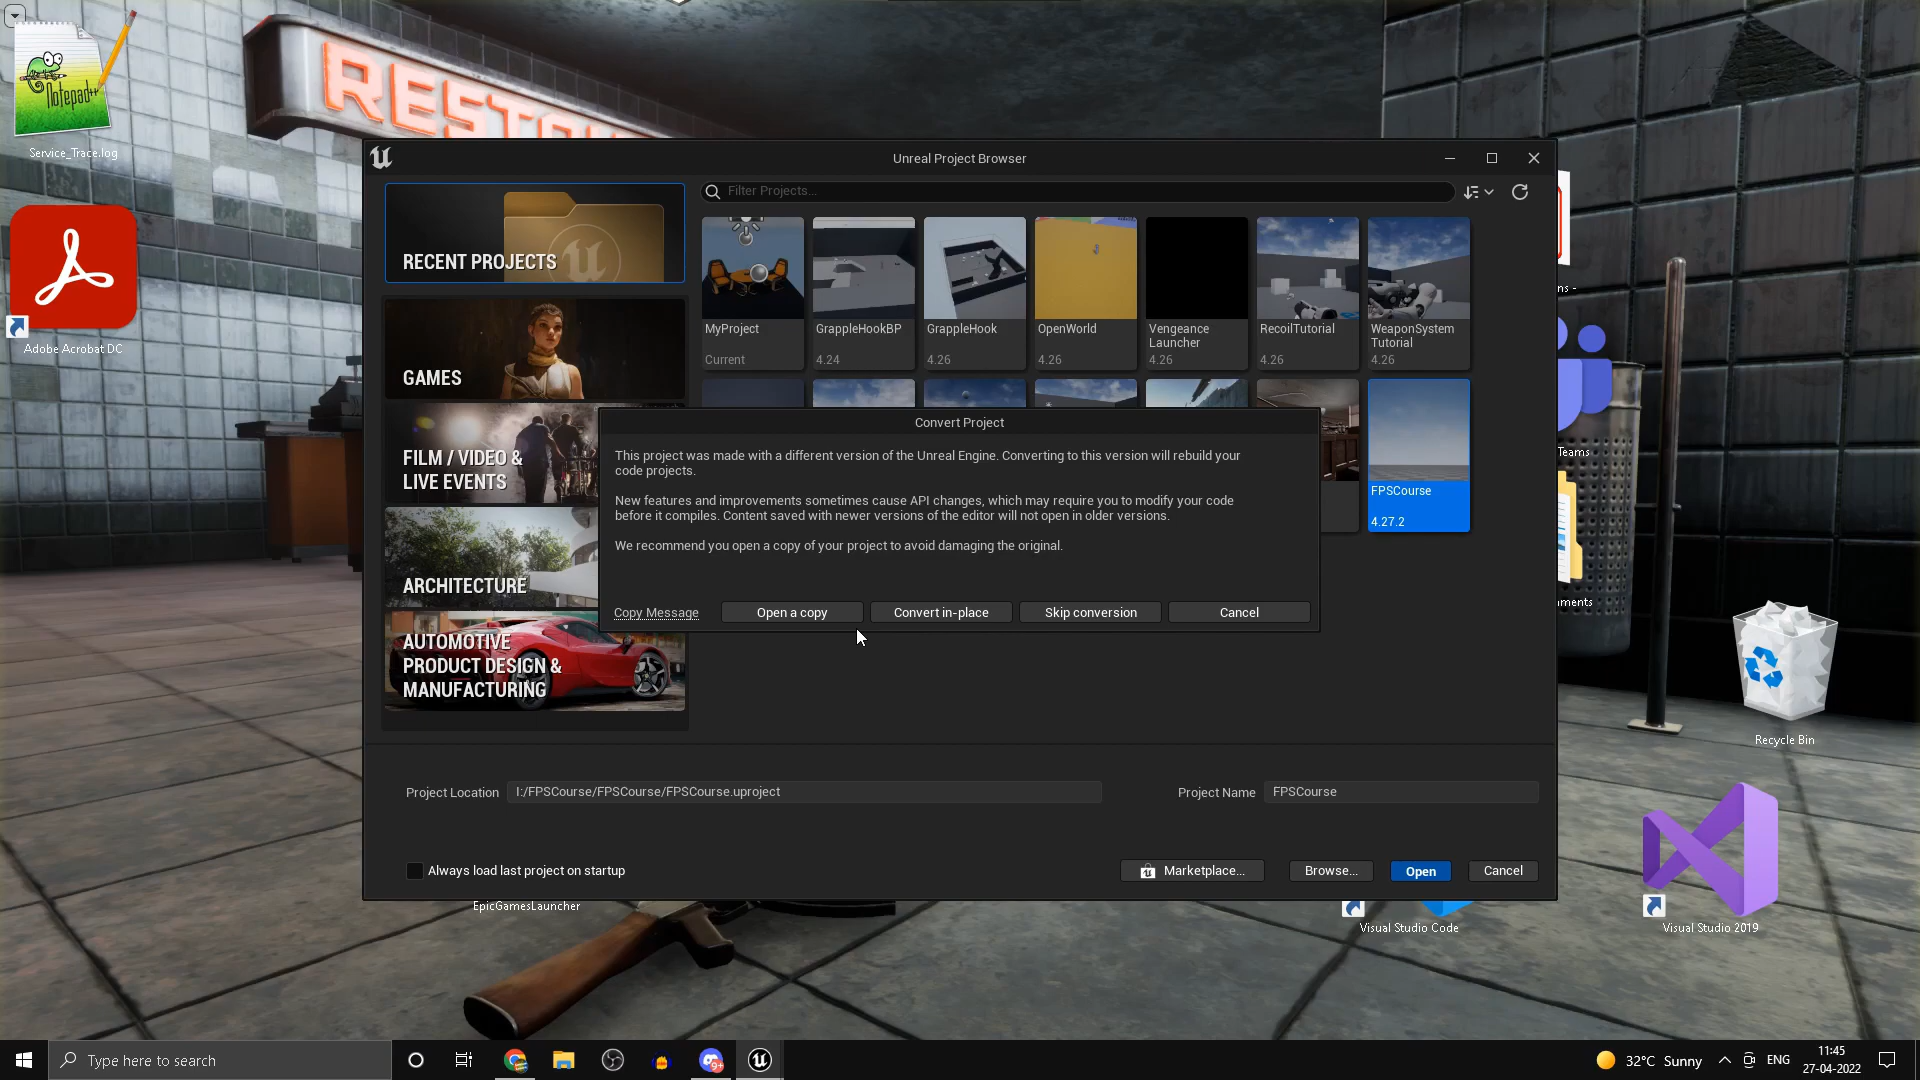 RESTAU
Notepad++
Service_Trace.log
Adobe Acrobat DC
Unreal Project Browser
RECENT PROJECTS
GAMES
FILM / VIDEO &
LIVE EVENTS
ARCHITECTURE
AUTOMOTIVE
PRODUCT DESIGN &
MANUFACTURING
Filter Projects...
MyProject
Current
GrappleHookBP
4.24
GrappleHook
4.26
OpenWorld
4.26
Vengeance
Launcher
4.26
RecoilTutorial
4.26
WeaponSystem
Tutorial
4.26
FPSCourse
4.27.2
Convert Project
This project was made with a different version of the Unreal Engine. Converting to this version will rebuild your
code projects.
New features and improvements sometimes cause API changes, which may require you to modify your code
before it compiles. Content saved with newer versions of the editor will not open in older versions.
We recommend you open a copy of your project to avoid damaging the original.
Copy Message
Open a copy
Convert in-place
Skip conversion
Cancel
Project Location
I:/FPSCourse/FPSCourse/FPSCourse.uproject
Project Name
FPSCourse
Always load last project on startup
Marketplace...
Browse...
Open
Cancel
ns -
Teams
ments
Recycle Bin
EpicGamesLauncher
Visual Studio Code
Visual Studio 2019
Type here to search
9+
32°C Sunny
ENG
11:45
27-04-2022